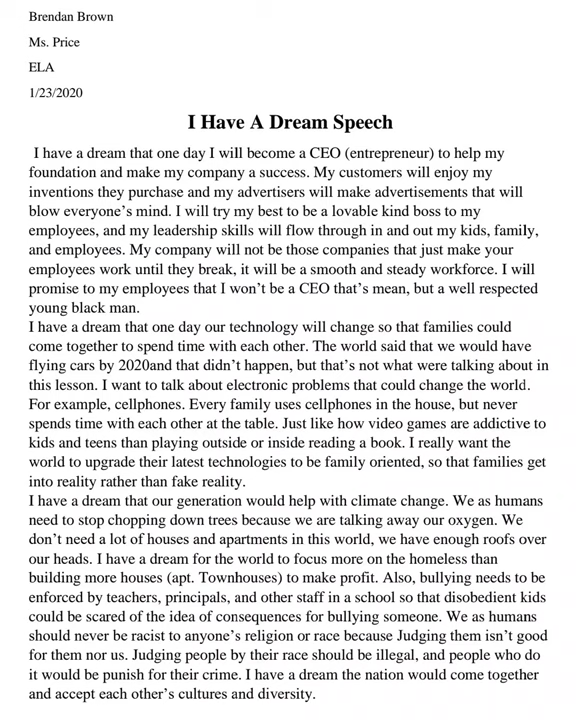 Brendan Brown
Ms. Price
ELA
1/23/2020
I Have A Dream Speech
I have a dream that one day I will become a CEO (entrepreneur) to help my
foundation and make my company a success. My customers will enjoy my
inventions they purchase and my advertisers will make advertisements that will
blow everyone’s mind. I will try my best to be a lovable kind boss to my
employees, and my leadership skills will flow through in and out my kids, family,
and employees. My company will not be those companies that just make your
employees work until they break, it will be a smooth and steady workforce. I will
promise to my employees that I won’t be a CEO that’s mean, but a well respected
young black man.
I have a dream that one day our technology will change so that families could
come together to spend time with each other. The world said that we would have
flying cars by 2020and that didn’t happen, but that’s not what were talking about in
this lesson. I want to talk about electronic problems that could change the world.
For example, cellphones. Every family uses cellphones in the house, but never
spends time with each other at the table. Just like how video games are addictive to
kids and teens than playing outside or inside reading a book. I really want the
world to upgrade their latest technologies to be family oriented, so that families get
into reality rather than fake reality.
I have a dream that our generation would help with climate change. We as humans
need to stop chopping down trees because we are talking away our oxygen. We
don’t need a lot of houses and apartments in this world, we have enough roofs over
our heads. I have a dream for the world to focus more on the homeless than
building more houses (apt. Townhouses) to make profit. Also, bullying needs to be
enforced by teachers, principals, and other staff in a school so that disobedient kids
could be scared of the idea of consequences for bullying someone. We as humans
should never be racist to anyone’s religion or race because Judging them isn’t good
for them nor us. Judging people by their race should be illegal, and people who do
it would be punish for their crime. I have a dream the nation would come together
and accept each other’s cultures and diversity.